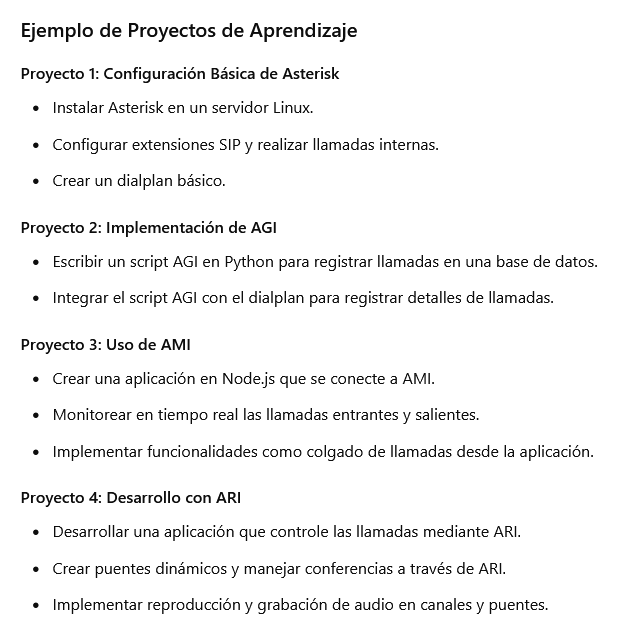 Ejemplo de Proyectos de Aprendizaje
Proyecto 1: Configuración Básica de Asterisk
• Instalar Asterisk en un servidor Linux.
• Configurar extensiones SIP y realizar llamadas internas.
• Crear un dialplan básico.
Proyecto 2: Implementación de AGI
• Escribir un script AGI en Python para registrar llamadas en una base de datos.
• Integrar el script AGI con el dialplan para registrar detalles de llamadas.
Proyecto 3: Uso de AMI
• Crear una aplicación en Node.js que se conecte a AMI.
• Monitorear en tiempo real las llamadas entrantes y salientes.
• Implementar funcionalidades como colgado de llamadas desde la aplicación.
Proyecto 4: Desarrollo con ARI
• Desarrollar una aplicación que controle las llamadas mediante ARI.
• Crear puentes dinámicos y manejar conferencias a través de ARI.
• Implementar reproducción y grabación de audio en canales y puentes.